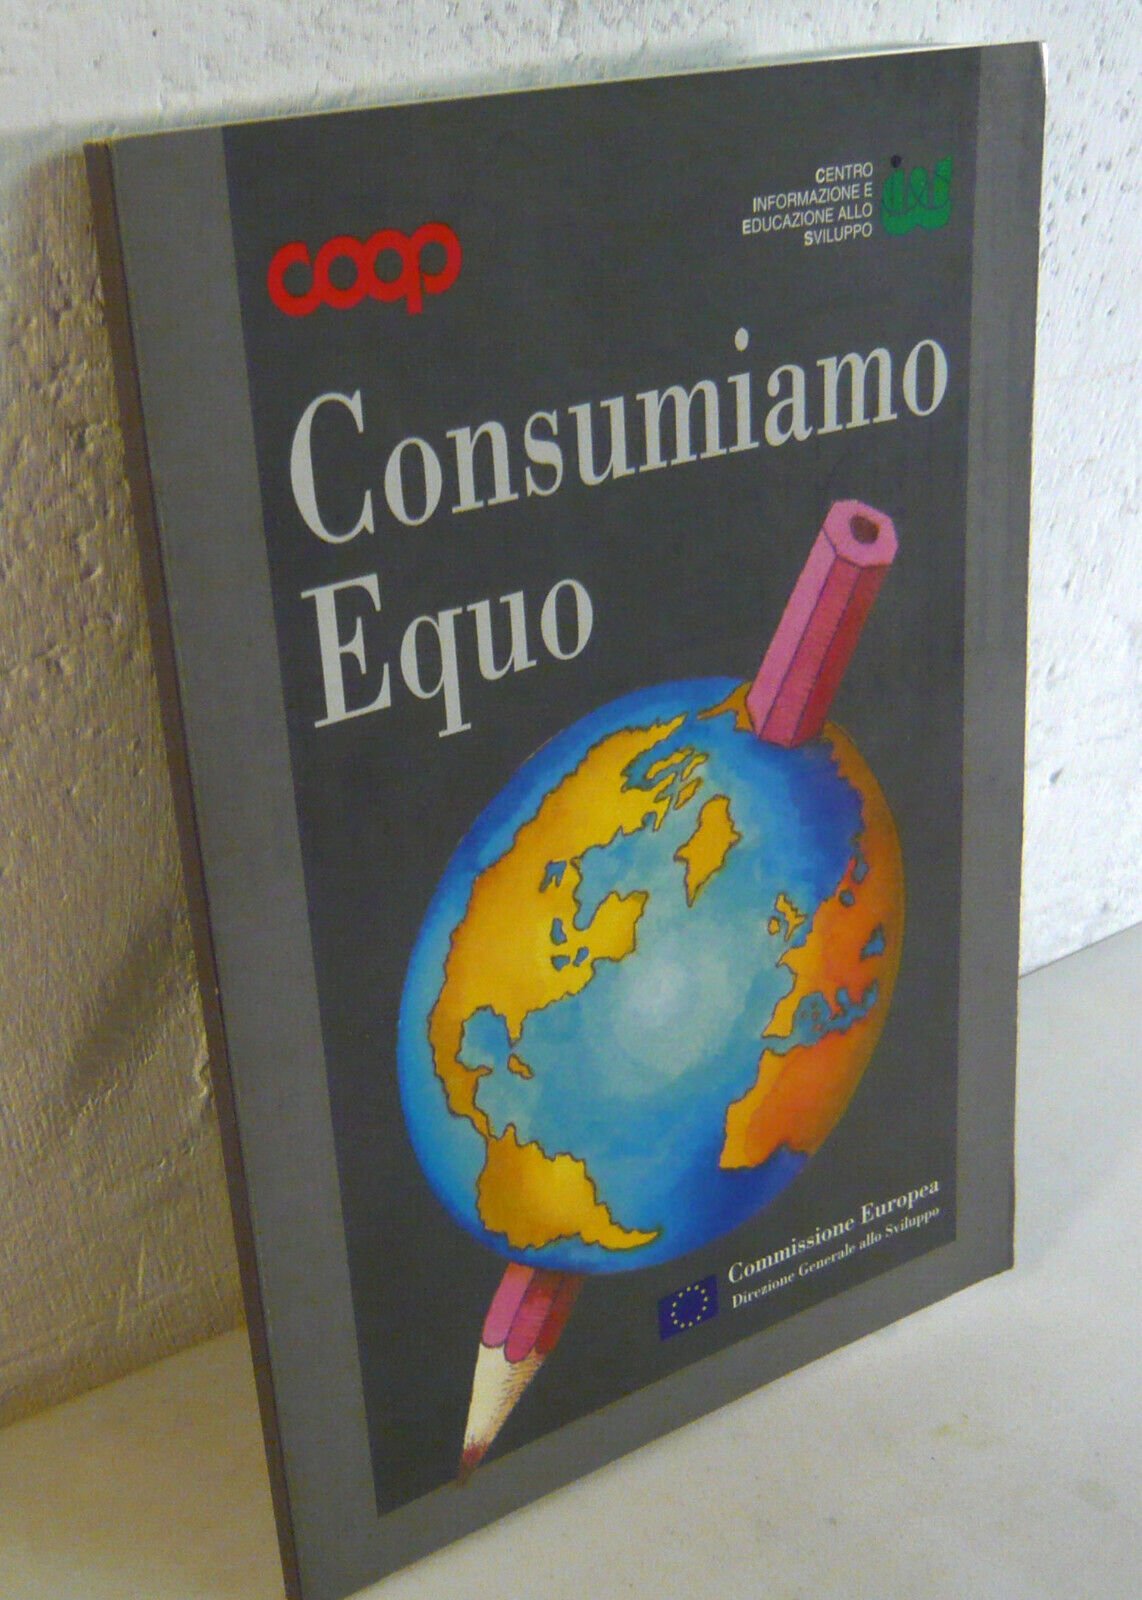 coop
CENTRO
INFORMAZIONE E
EDUCAZIONE ALLO
SVILUPPO
Consumiamo
Equo
Commissione Europea
Direzione Generale allo Sviluppo